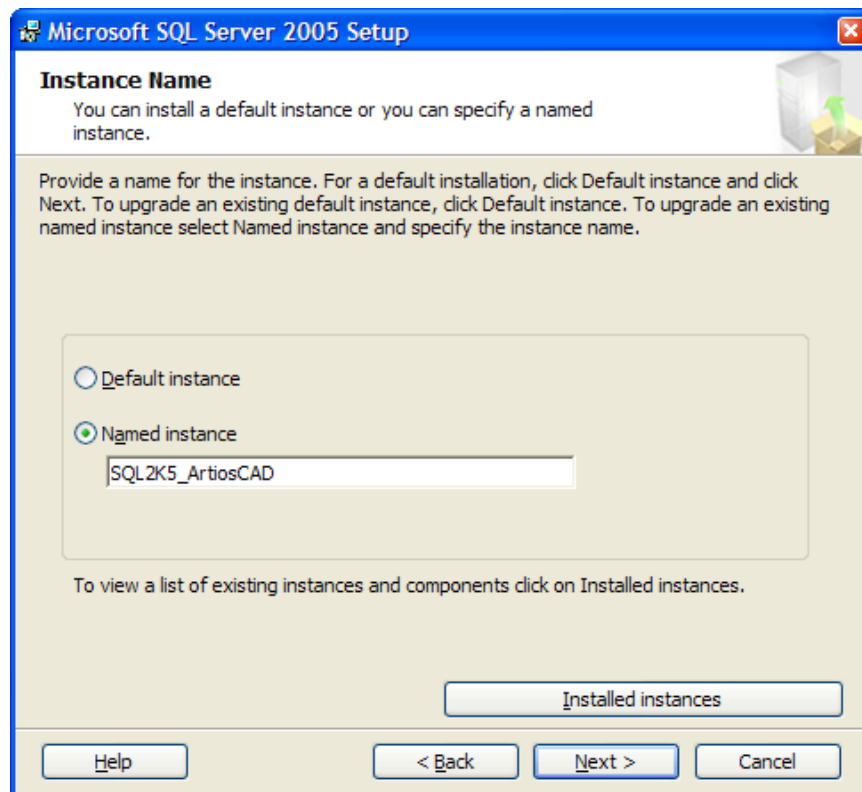 Microsoft SQL Server 2005 Setup
Instance Name
You can install a default instance or you can specify a named
instance.
Provide a name for the instance. For a default installation, click Default instance and click
Next. To upgrade an existing default instance, click Default instance. To upgrade an existing
named instance select Named instance and specify the instance name.
Default instance
Named instance
SQL2K5_ArtiosCAD
To view a list of existing instances and components click on Installed instances.
Installed instances
Help
< Back
Next >
Cancel